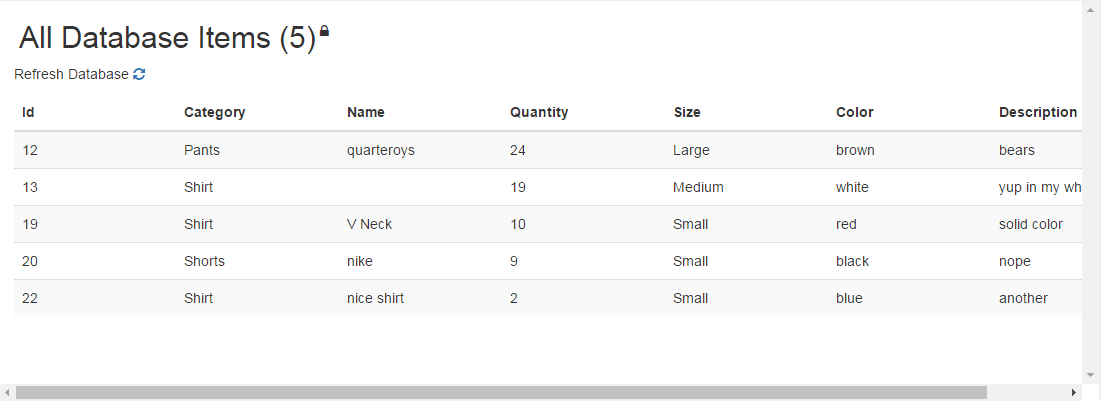 All Database Items (5)
Refresh Database
Id Category Name Quantity Size Color Description
12 Pants quarteroys 24 Large brown bears
13 Shirt 19 Medium white yup in my wh
19 Shirt V Neck 10 Small red solid color
20 Shorts nike 9 Small black nope
22 Shirt nice shirt 2 Small blue another